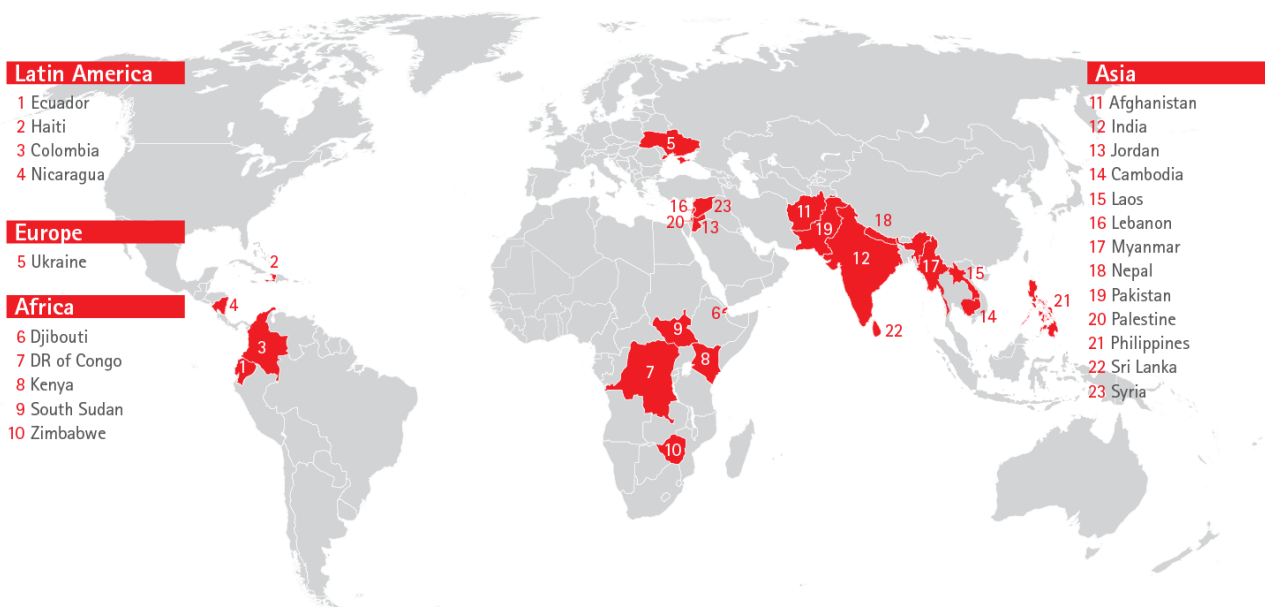 Latin America
1 Ecuador
2 Haiti
3 Colombia
4 Nicaragua
Europe
5 Ukraine
Africa
6 Djibouti
7 DR of Congo
8 Kenya
9 South Sudan
10 Zimbabwe
Asia
11 Afghanistan
12 India
13 Jordan
14 Cambodia
15 Laos
16 Lebanon
17 Myanmar
18 Nepal
19 Pakistan
20 Palestine
21 Philippines
22 Sri Lanka
23 Syria
5
16
23
20
13
11
19
18
12
17
15
14
21
22
2
4
3
1
6
9
8
7
10